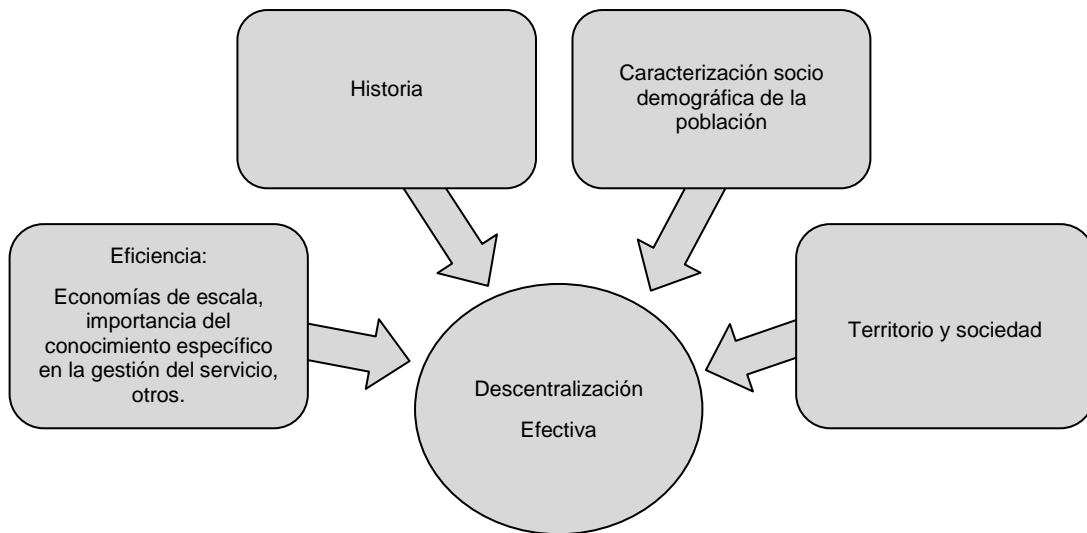 Historia
Caracterización socio
demográfica de la
población
Eficiencia:
Economías de escala,
importancia del
conocimiento específico
en la gestión del servicio,
otros.
Territorio y sociedad
Descentralización
Efectiva